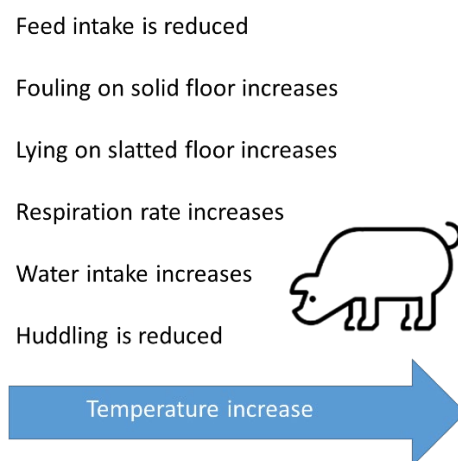 Feed intake is reduced
Fouling on solid floor increases
Lying on slatted floor increases
Respiration rate increases
Water intake increases
Huddling is reduced
Temperature increase